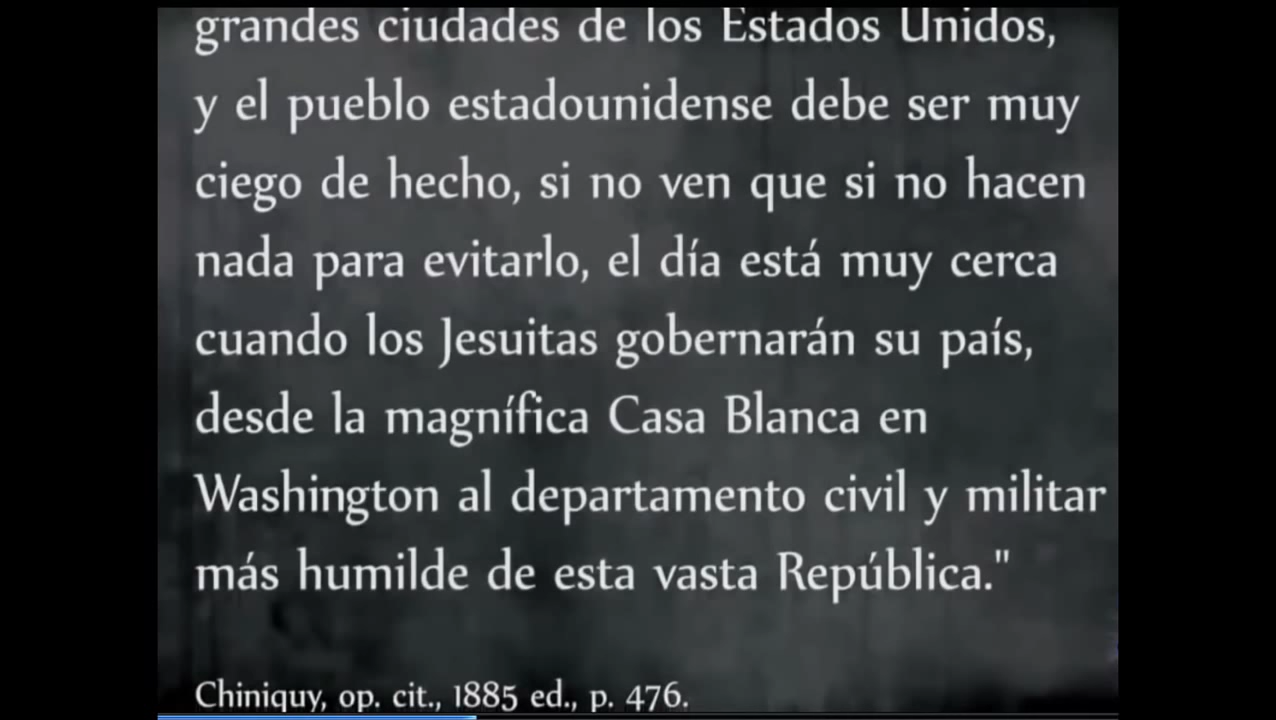 grandes ciudades de los Estados Unidos,
y el pueblo estadounidense debe ser muy
ciego de hecho, si no ven que si no hacen
nada para evitarlo, el día está muy cerca
cuando los Jesuitas gobernarán su país,
desde la magnífica Casa Blanca en
Washington al departamento civil y militar
más humilde de esta vasta República."
Chiniquy, op. cit., 1885 ed., p. 476.